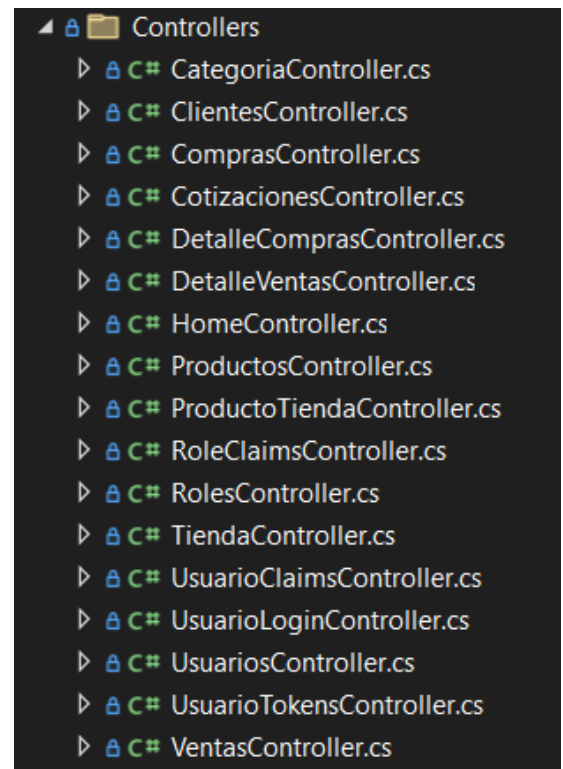 Controllers
C# CategoriaController.cs
C# ClientesController.cs
C# ComprasController.cs
C# CotizacionesController.cs
C# DetalleComprasController.cs
C# DetalleVentasController.cs
C# HomeController.cs
C# ProductosController.cs
C# ProductoTiendaController.cs
C# RoleClaimsController.cs
C# RolesController.cs
C# TiendaController.cs
C# UsuarioClaimsController.cs
C# UsuarioLoginController.cs
C# UsuariosController.cs
C# UsuarioTokensController.cs
C# VentasController.cs